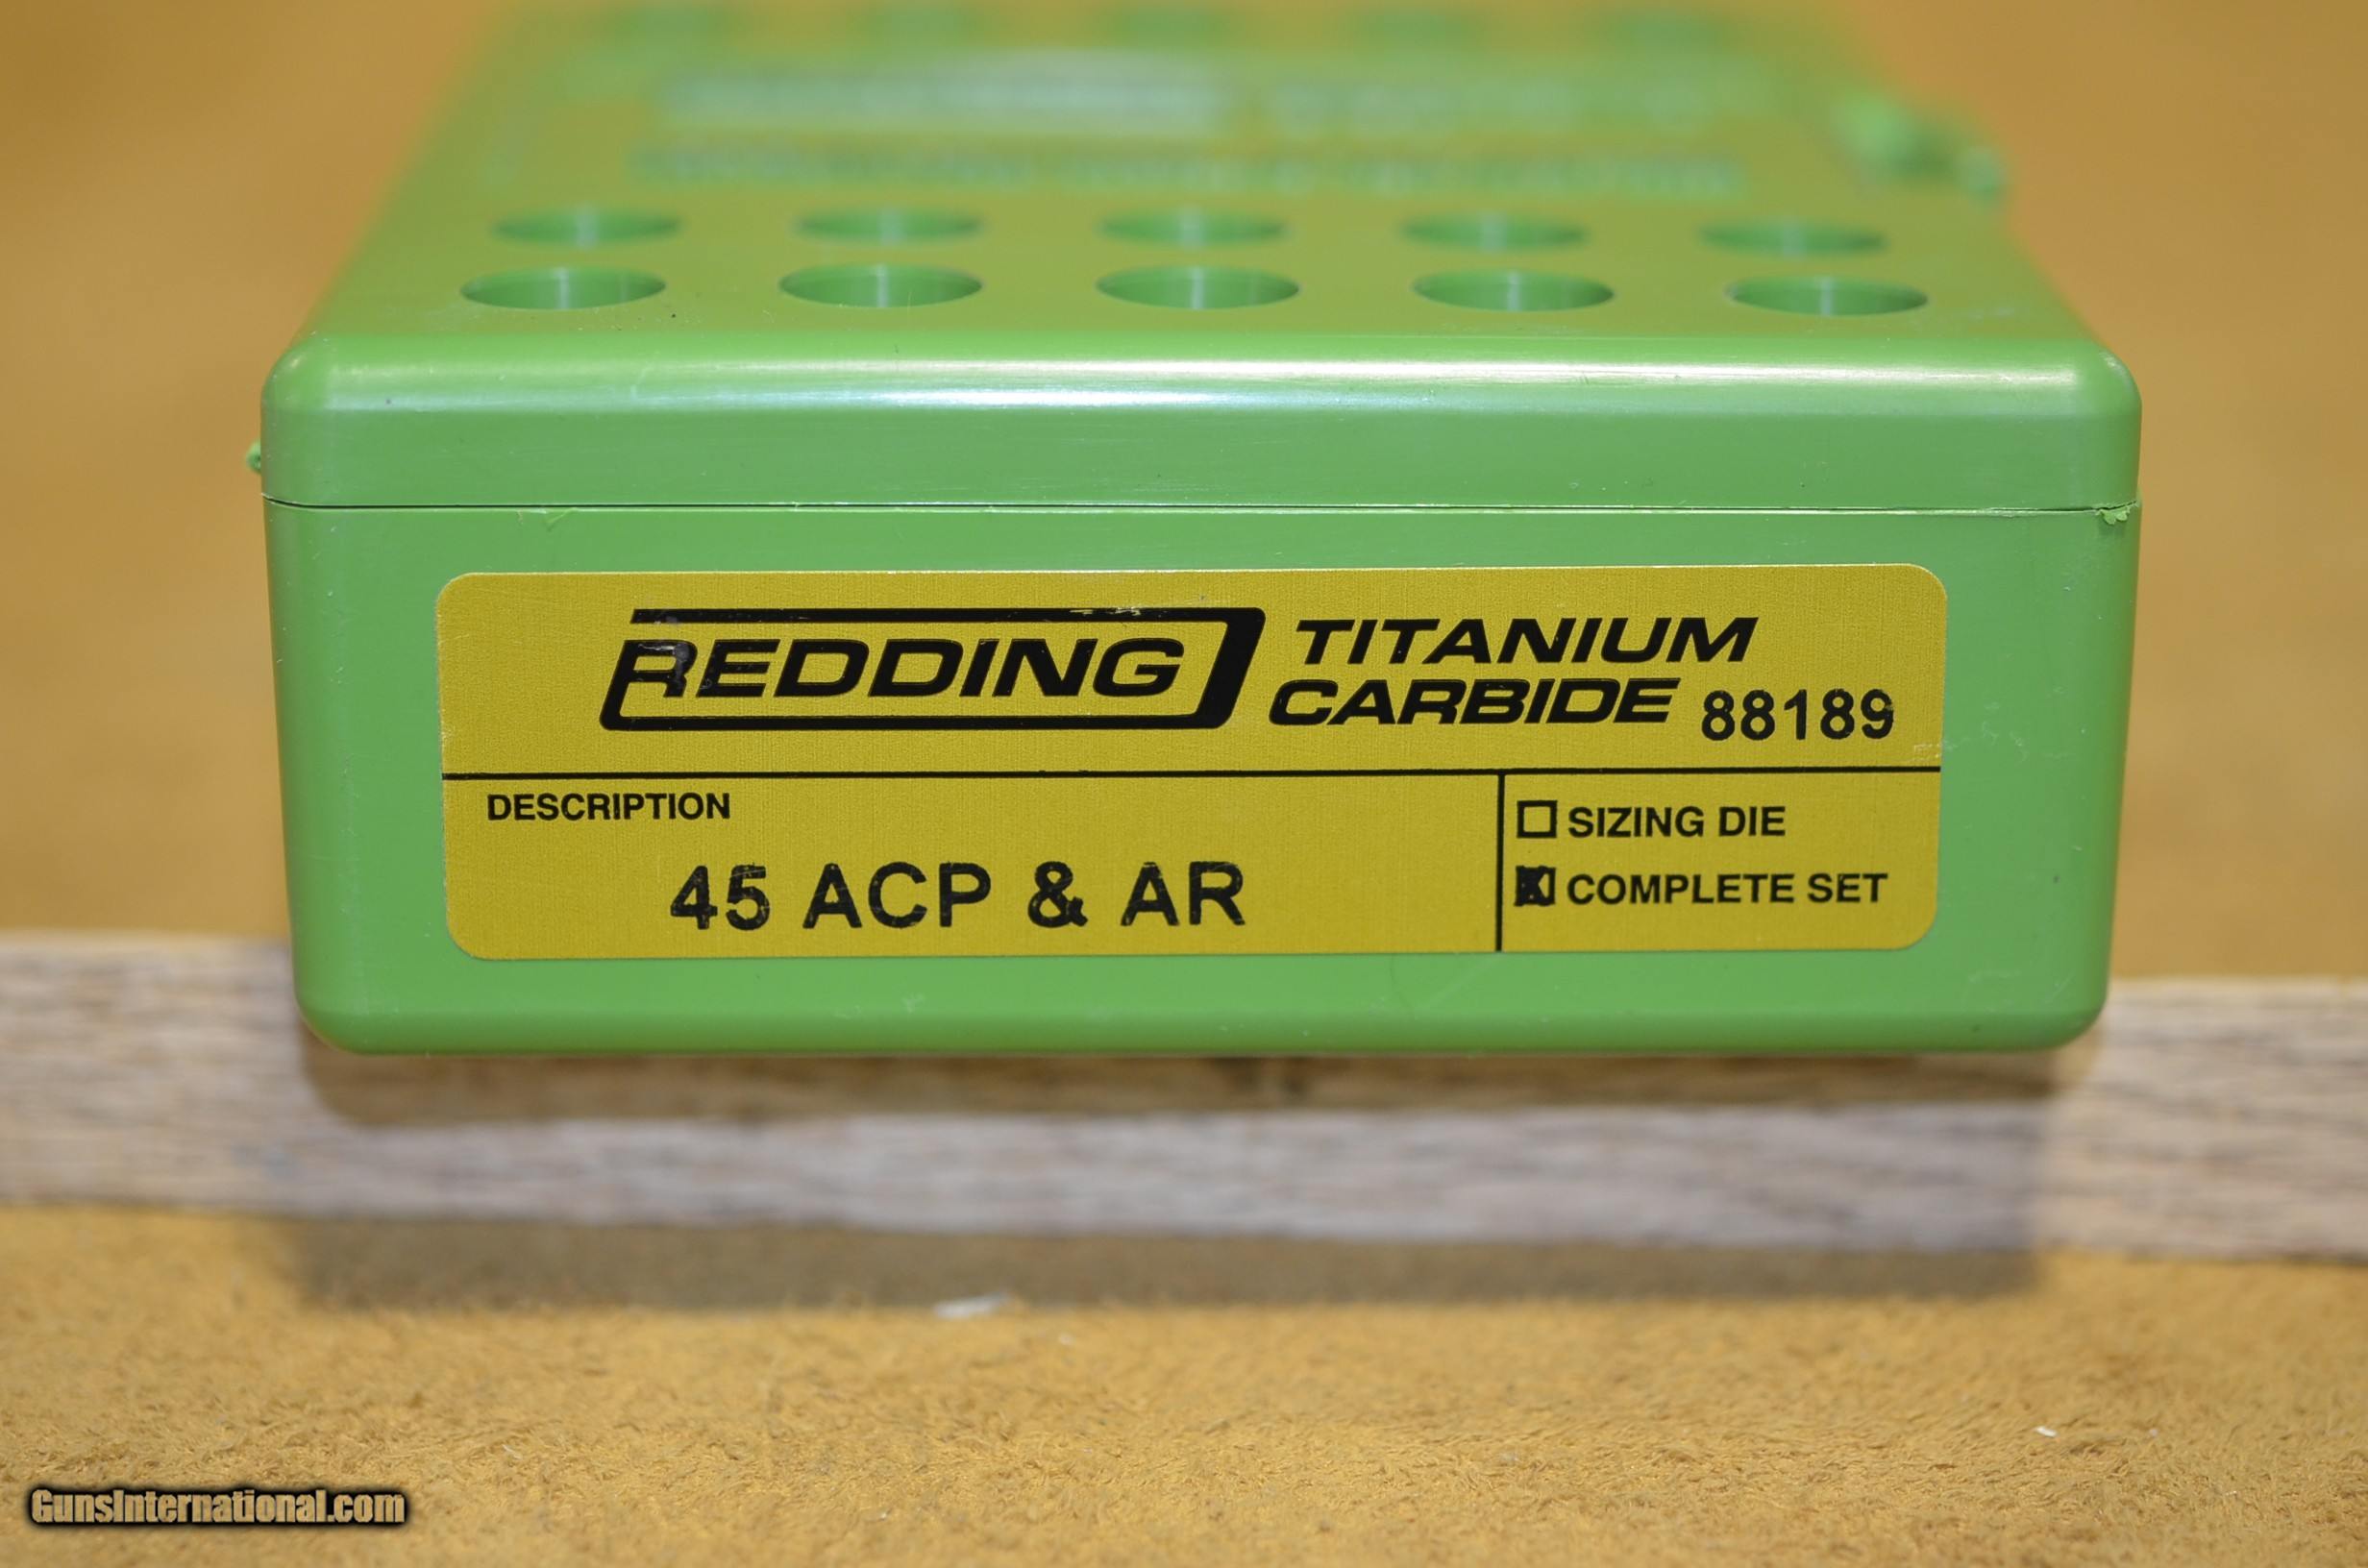 REDDING TITANIUM
CARBIDE 88189
DESCRIPTION
SIZING DIE
45 ACP & AR
COMPLETE SET
GunsInternational.com